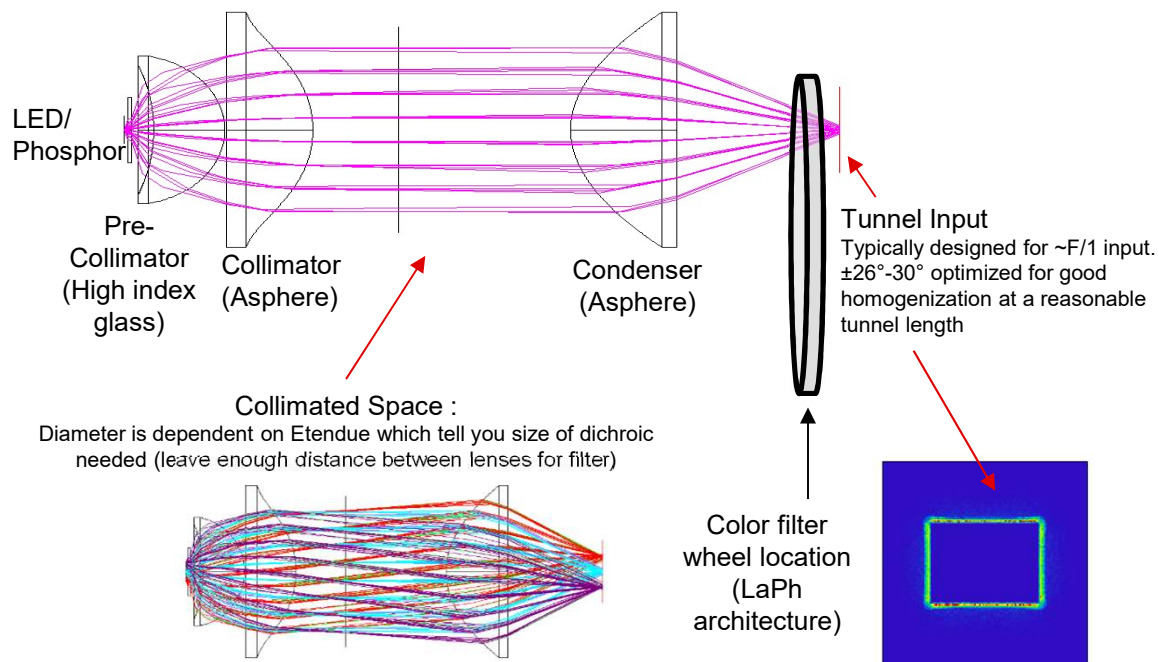 LED/
Phosphor
Pre-
Collimator
(High index
glass)
Collimator
(Asphere)
Condenser
(Asphere)
Tunnel Input
Typically designed for ~F/1 input.
±26°-30° optimized for good
homogenization at a reasonable
tunnel length
Collimated Space :
Diameter is dependent on Etendue which tell you size of dichroic
needed (leave enough distance between lenses for filter)
Color filter
wheel location
(LaPh
architecture)